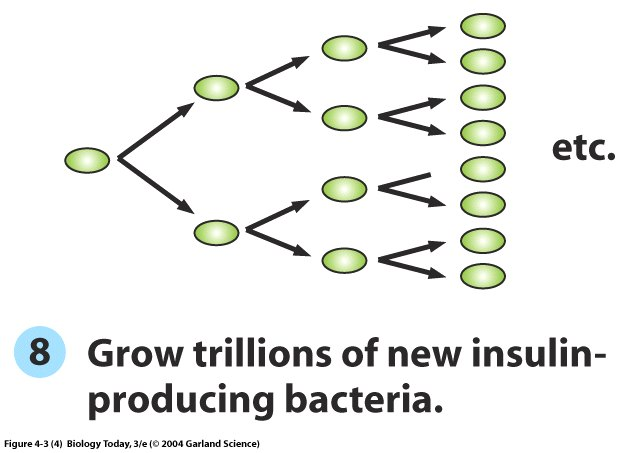 etc.
8 Grow trillions of new insulin-
producing bacteria.
Figure 4-3 (4) Biology Today, 3/e (© 2004 Garland Science)